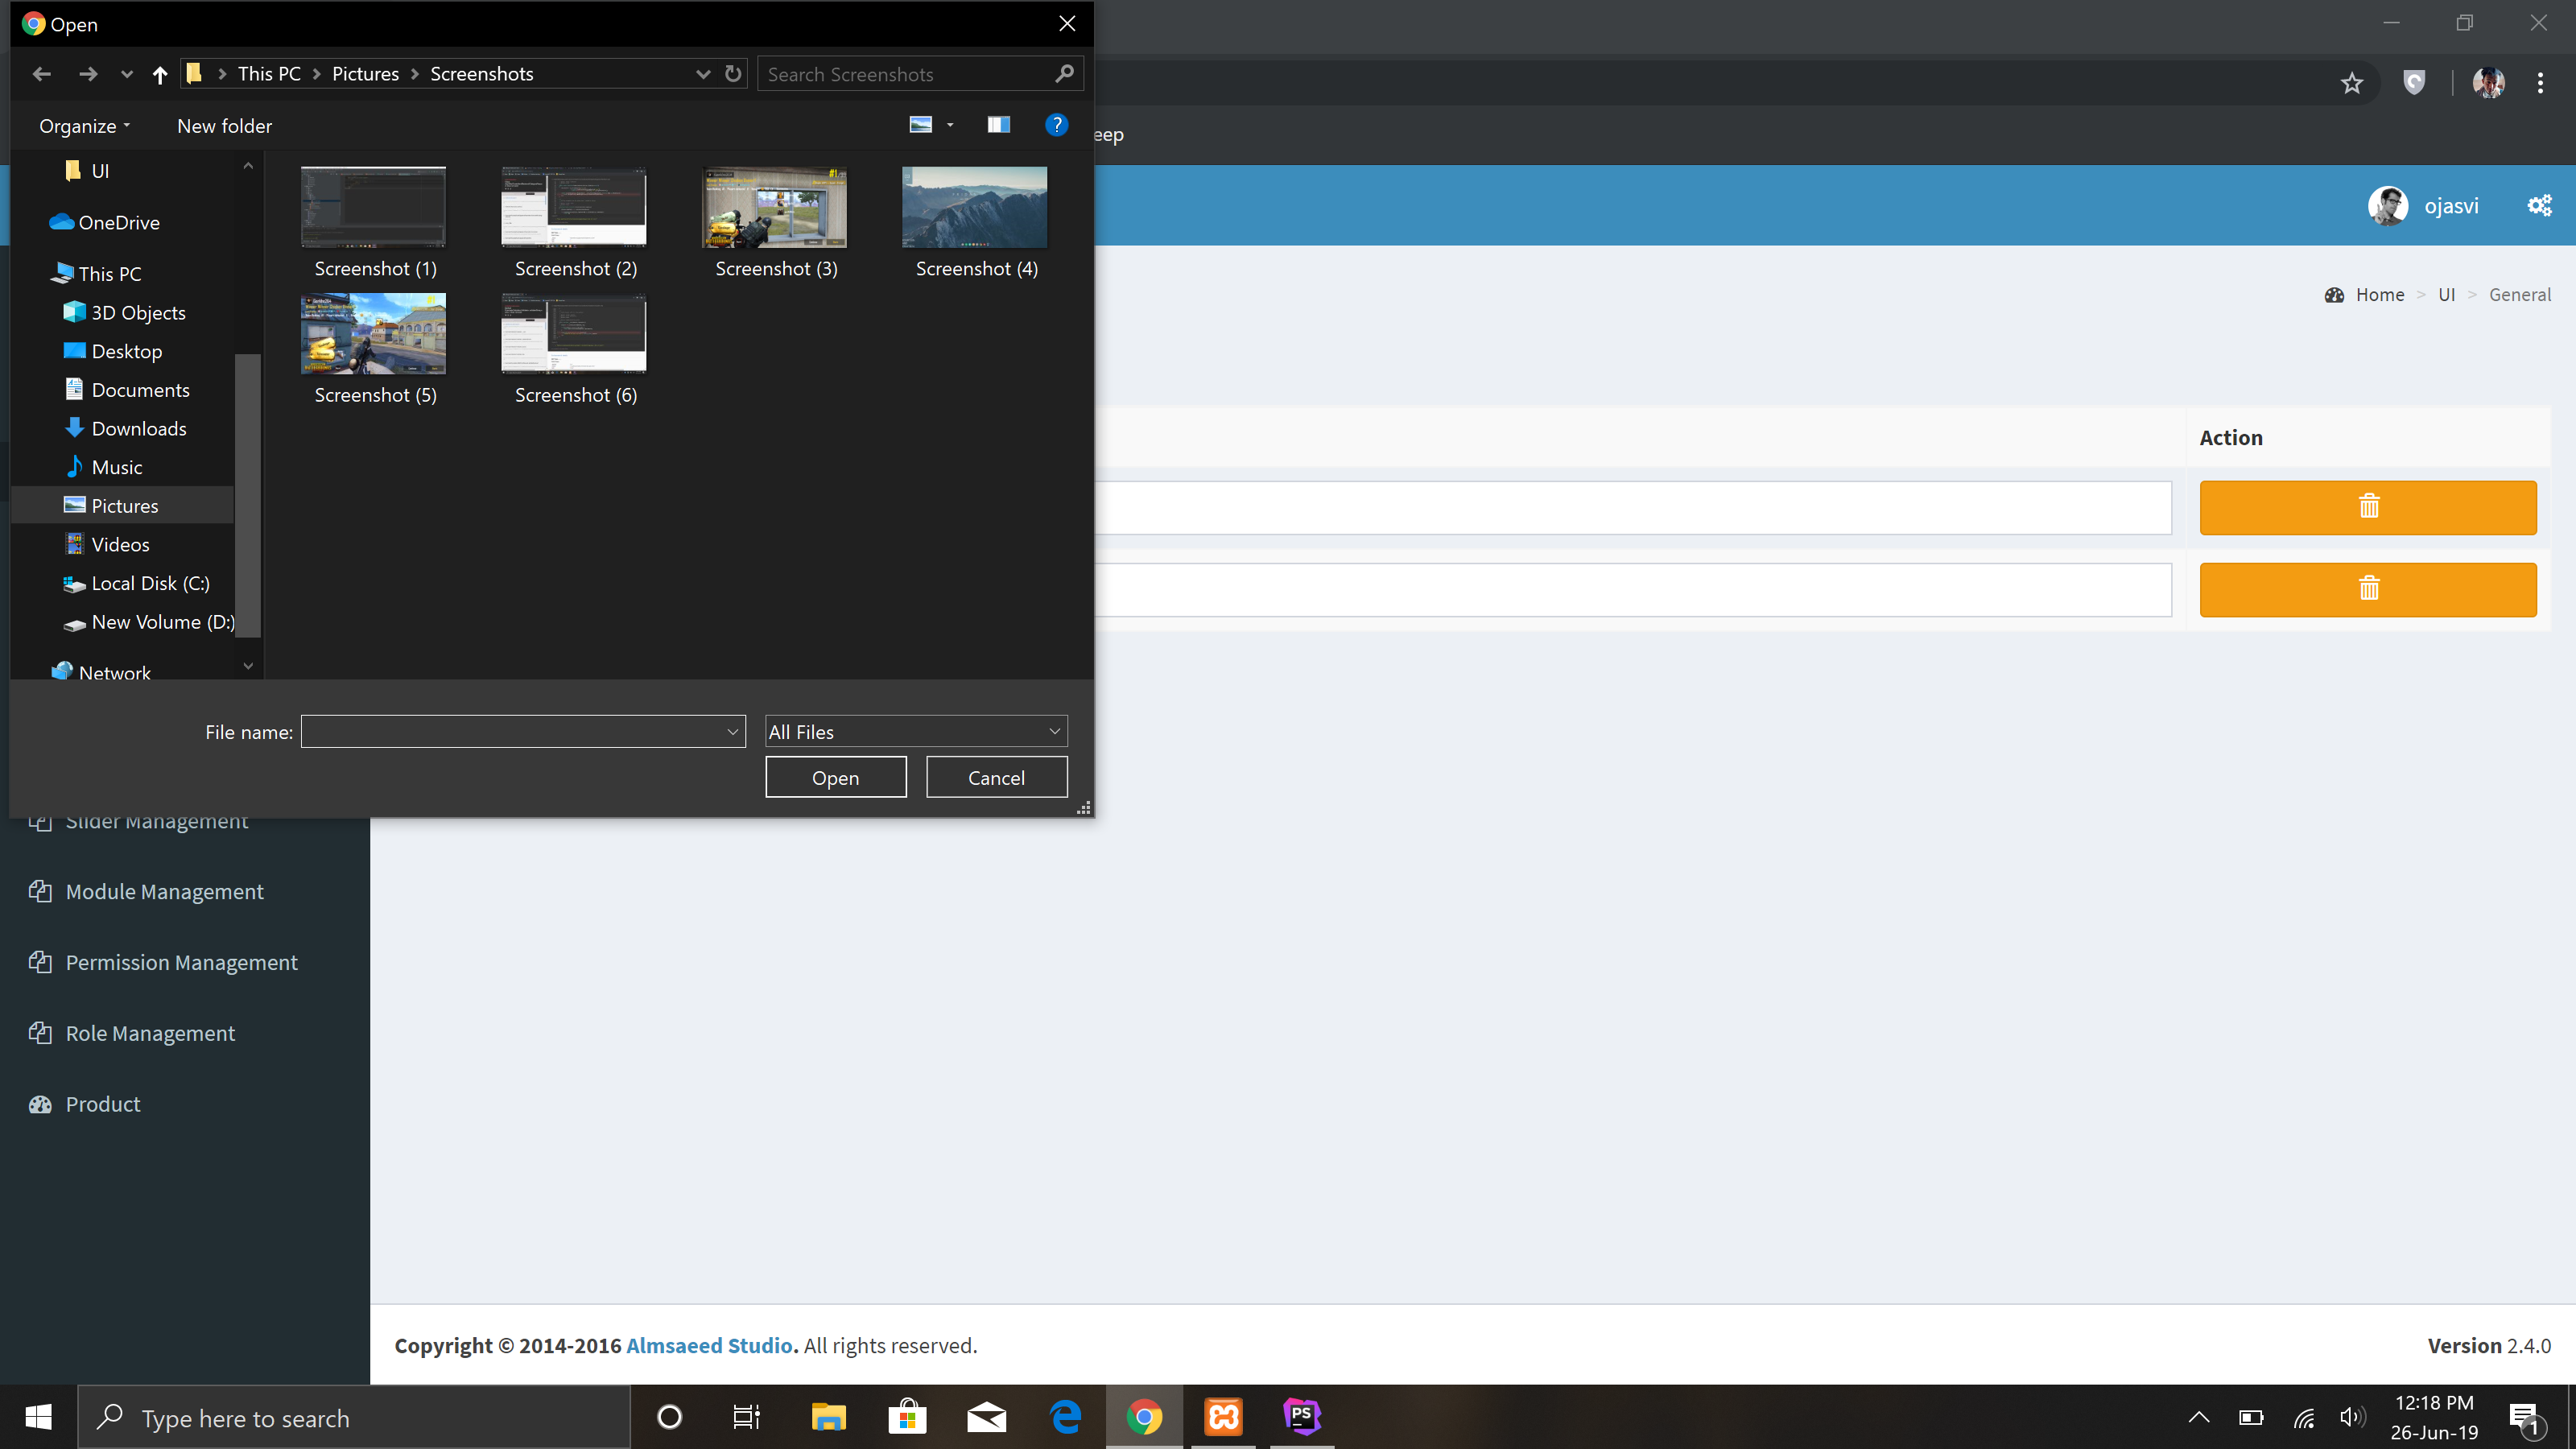 Open
This PC
Pictures
Screenshots
Search Screenshots
Organize
New folder
?
eep
ojasvi
UI
OneDrive
This PC
3D Objects
Desktop
Documents
Downloads
Music
Pictures
Videos
Local Disk (C:)
New Volume (D:)
Network
Screenshot (1)
Screenshot (2)
Screenshot (3)
Screenshot (4)
Screenshot (5)
Screenshot (6)
File name:
All Files
Open
Cancel
Home > UI > General
Action
Slider Management
Module Management
Permission Management
Role Management
Product
Copyright © 2014-2016 Almsaeed Studio. All rights reserved.
Version 2.4.0
Type here to search
PS
12:18 PM
26-Jun-19
1